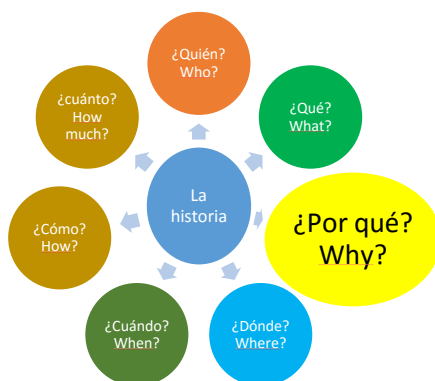 ¿Quién?
Who?
¿Qué?
What?
¿Por qué?
Why?
¿Dónde?
Where?
¿Cuándo?
When?
¿Cómo?
How?
¿cuánto?
How
much?
La
historia